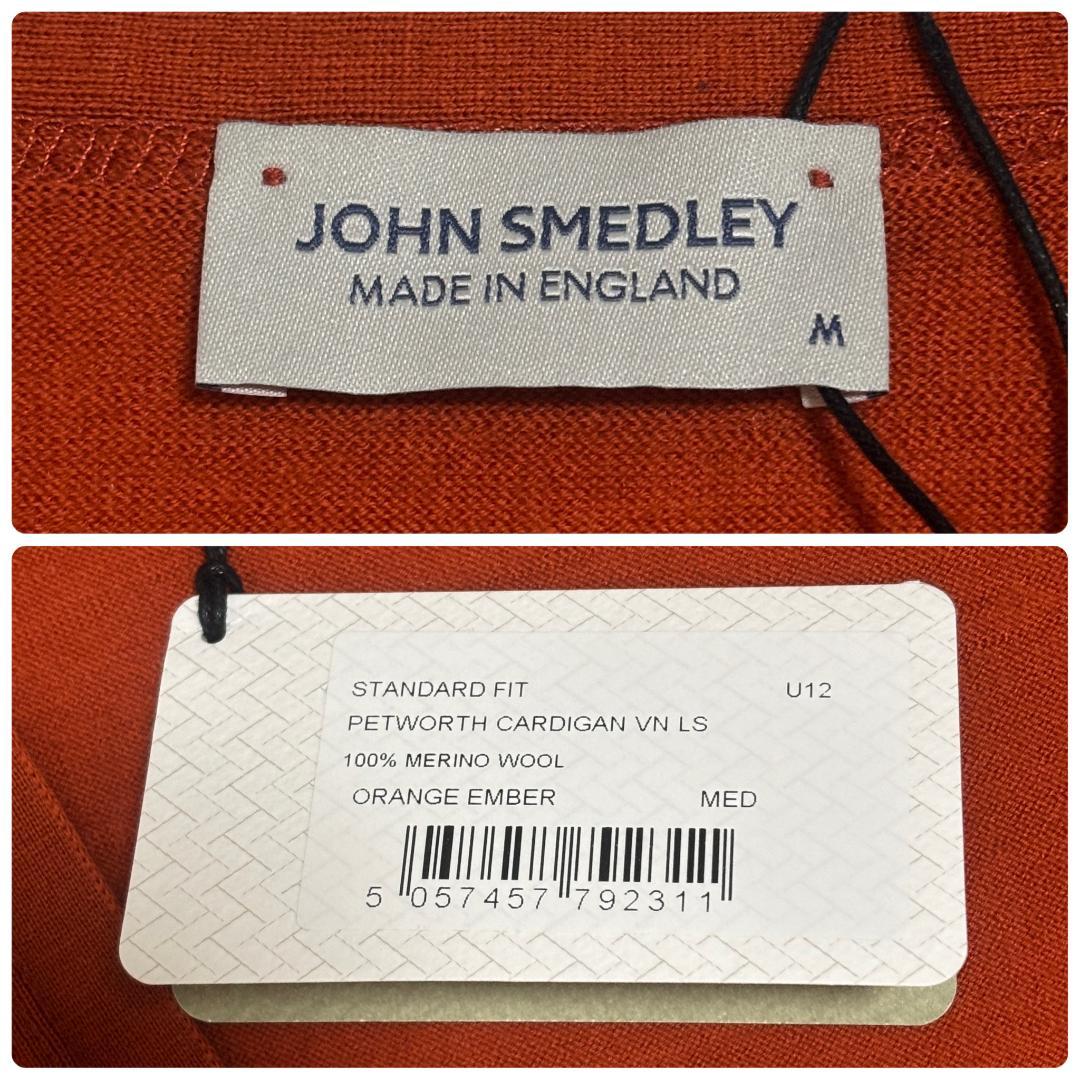 JOHN SMEDLEY
MADE IN ENGLAND
M
STANDARD FIT U12
PETWORTH CARDIGAN VN LS
100% MERINO WOOL
ORANGE EMBER MED
5 057457 792311